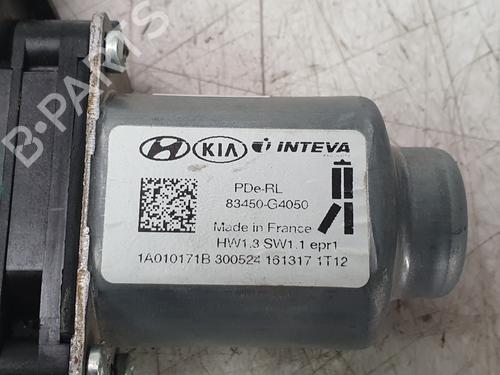 B-PARTS
KIA INTEVA
PDe-RL
83450-G4050
Made in France
HW1.3 SW1.1 epr1
1A010171B 300524 161317 1T12